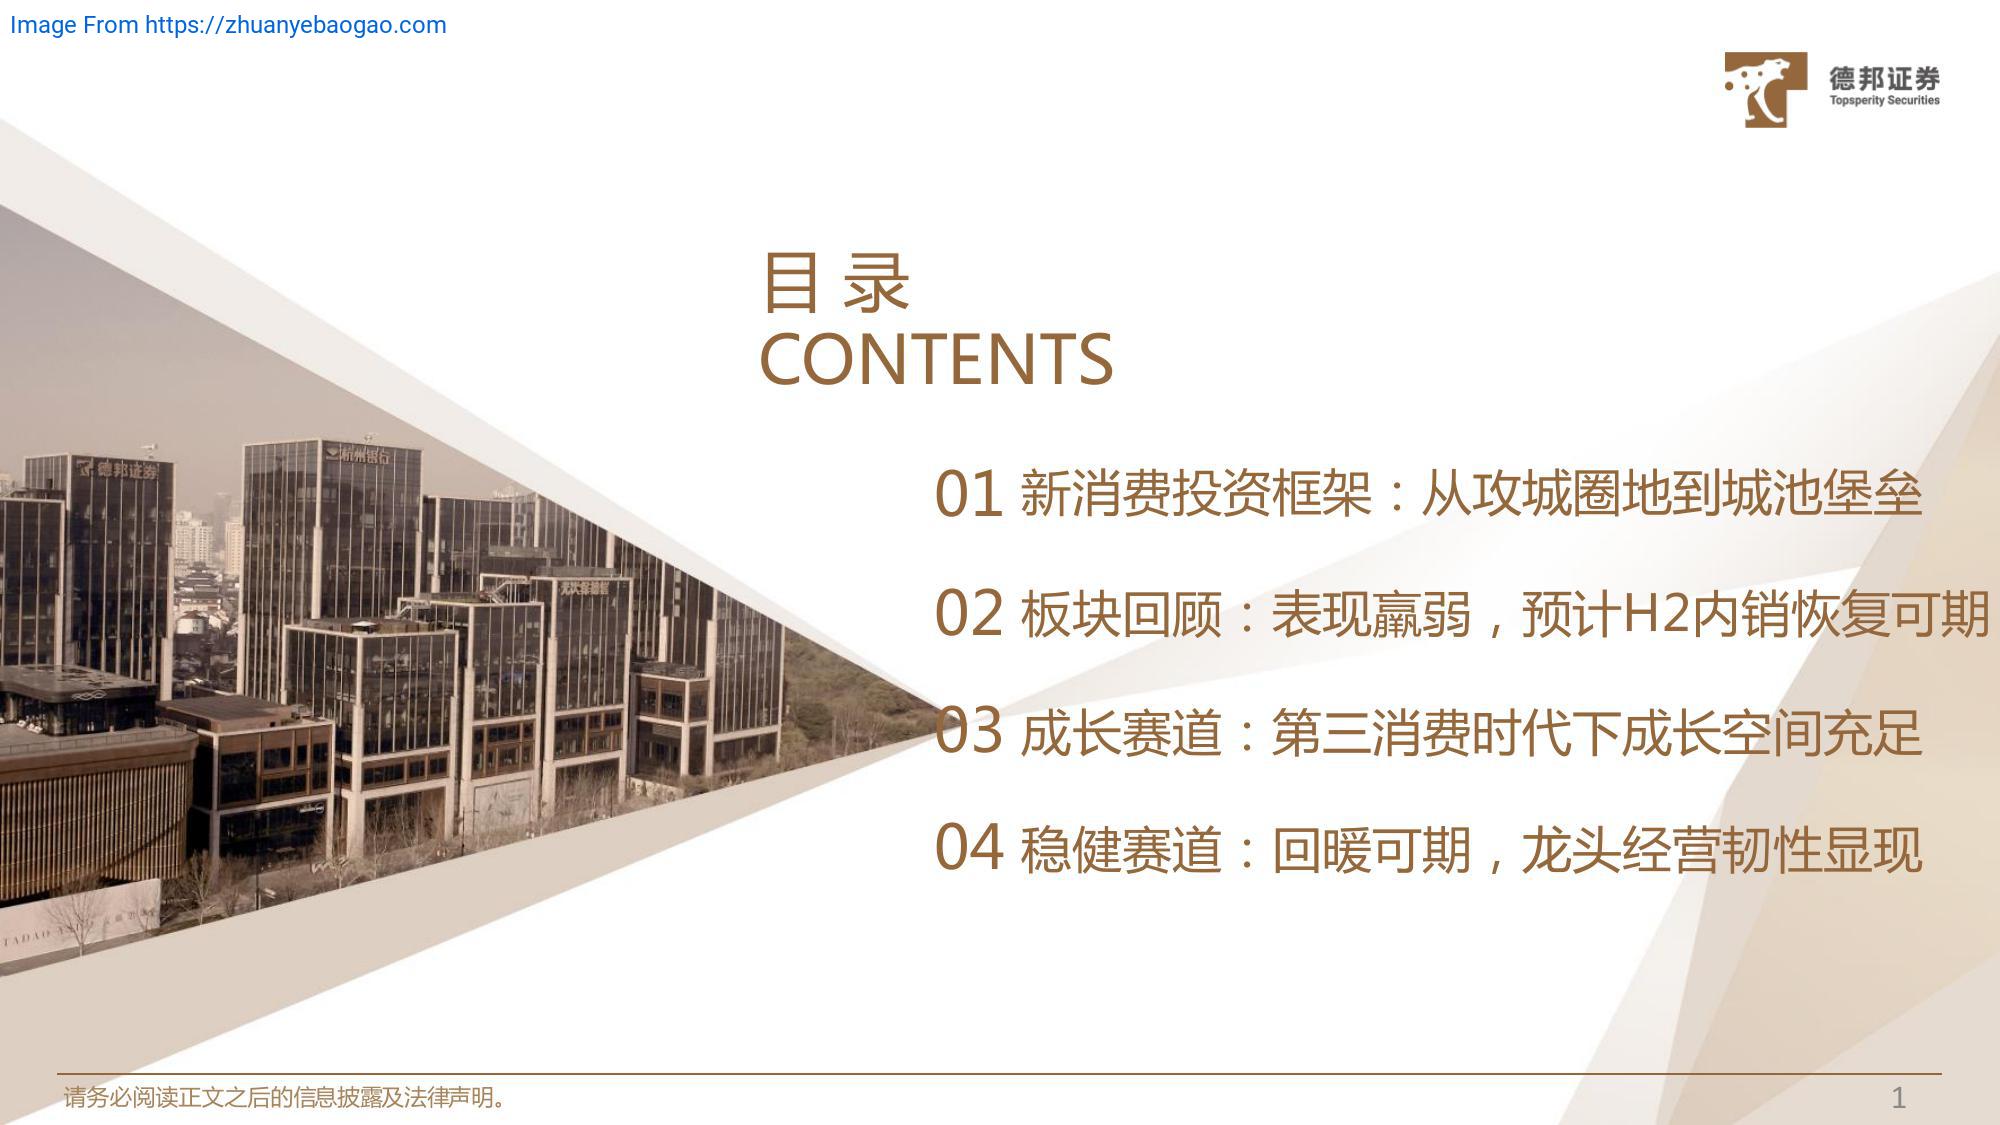 Image From https://zhuanyebaogao.com
德邦证券
Topsperity Securities
目 录
CONTENTS
01 新消费投资框架：从攻城圈地到城池堡垒
02 板块回顾：表现羸弱，预计H2内销恢复可期
03 成长赛道：第三消费时代下成长空间充足
04 稳健赛道：回暖可期，龙头经营韧性显现
德邦证券
杭州银行
TADAO
请务必阅读正文之后的信息披露及法律声明。
1